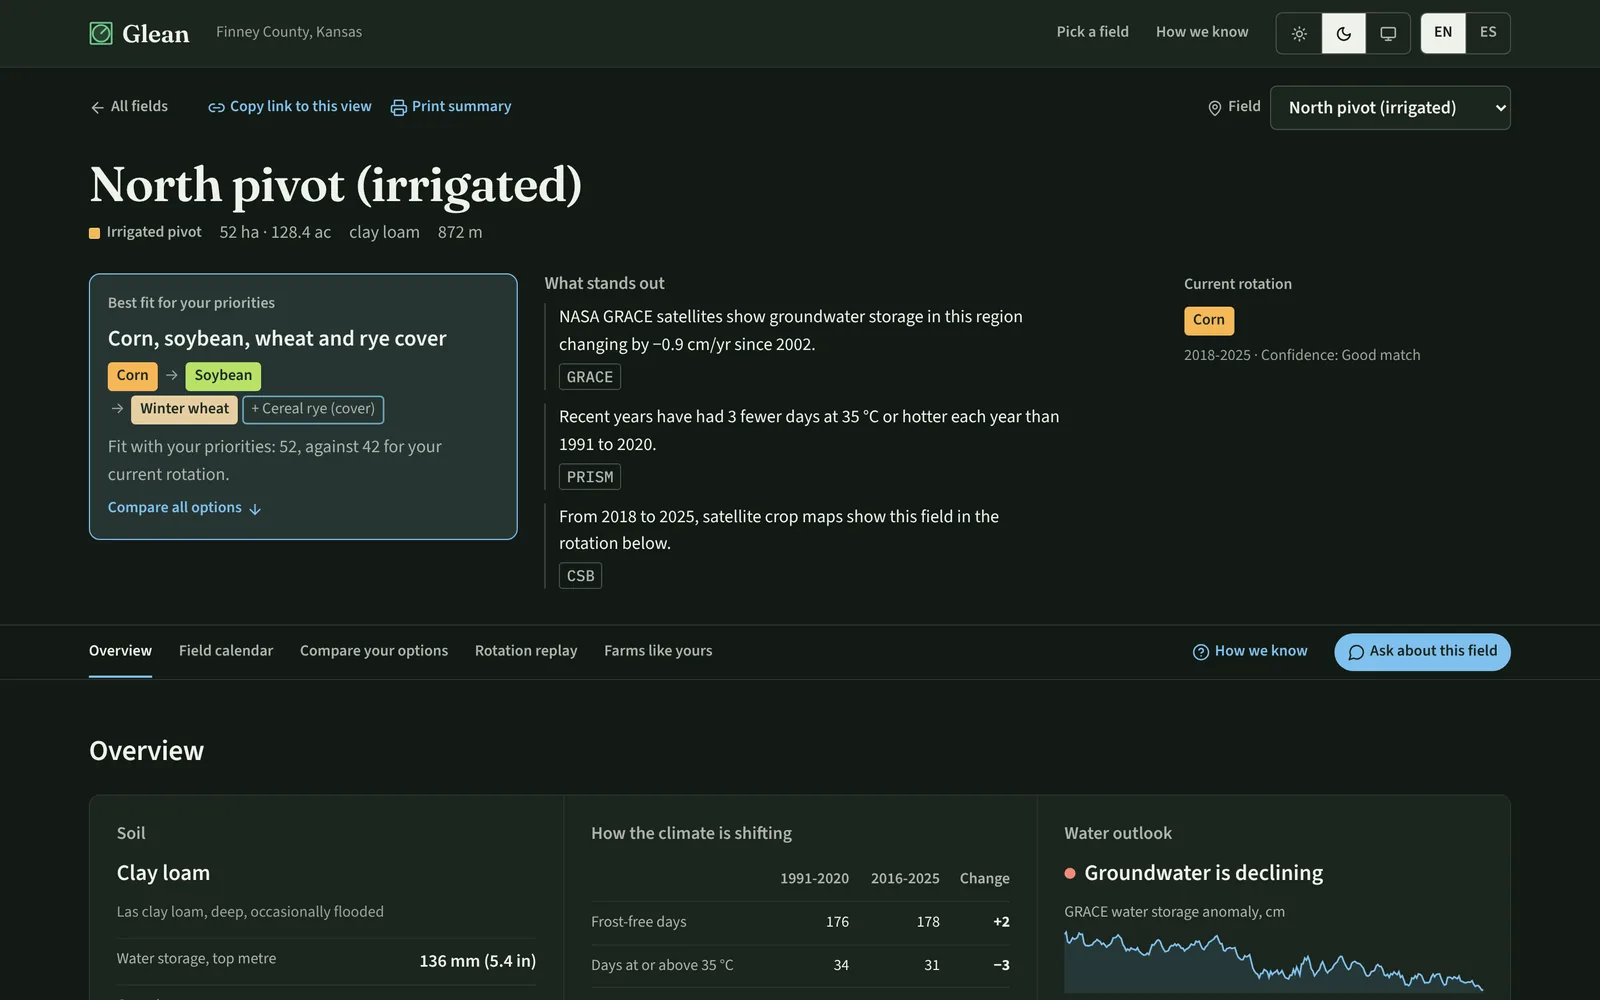 Glean
Finney County, Kansas
Pick a field
How we know
EN
ES
All fields
Copy link to this view
Print summary
Field
North pivot (irrigated)
North pivot (irrigated)
Irrigated pivot
52 ha · 128.4 ac
clay loam
872 m
Best fit for your priorities
Corn, soybean, wheat and rye cover
Corn → Soybean
→ Winter wheat + Cereal rye (cover)
Fit with your priorities: 52, against 42 for your
current rotation.
Compare all options ↓
What stands out
NASA GRACE satellites show groundwater storage in this region
changing by −0.9 cm/yr since 2002.
GRACE
Recent years have had 3 fewer days at 35 °C or hotter each year than
1991 to 2020.
PRISM
From 2018 to 2025, satellite crop maps show this field in the
rotation below.
CSB
Current rotation
Corn
2018-2025 · Confidence: Good match
Overview
Field calendar
Compare your options
Rotation replay
Farms like yours
How we know
Ask about this field
Overview
Soil
Clay loam
Las clay loam, deep, occasionally flooded
Water storage, top metre 136 mm (5.4 in)
How the climate is shifting
1991-2020 2016-2025 Change
Frost-free days 176 178 +2
Days at or above 35 °C 34 31 −3
Water outlook
Groundwater is declining
GRACE water storage anomaly, cm